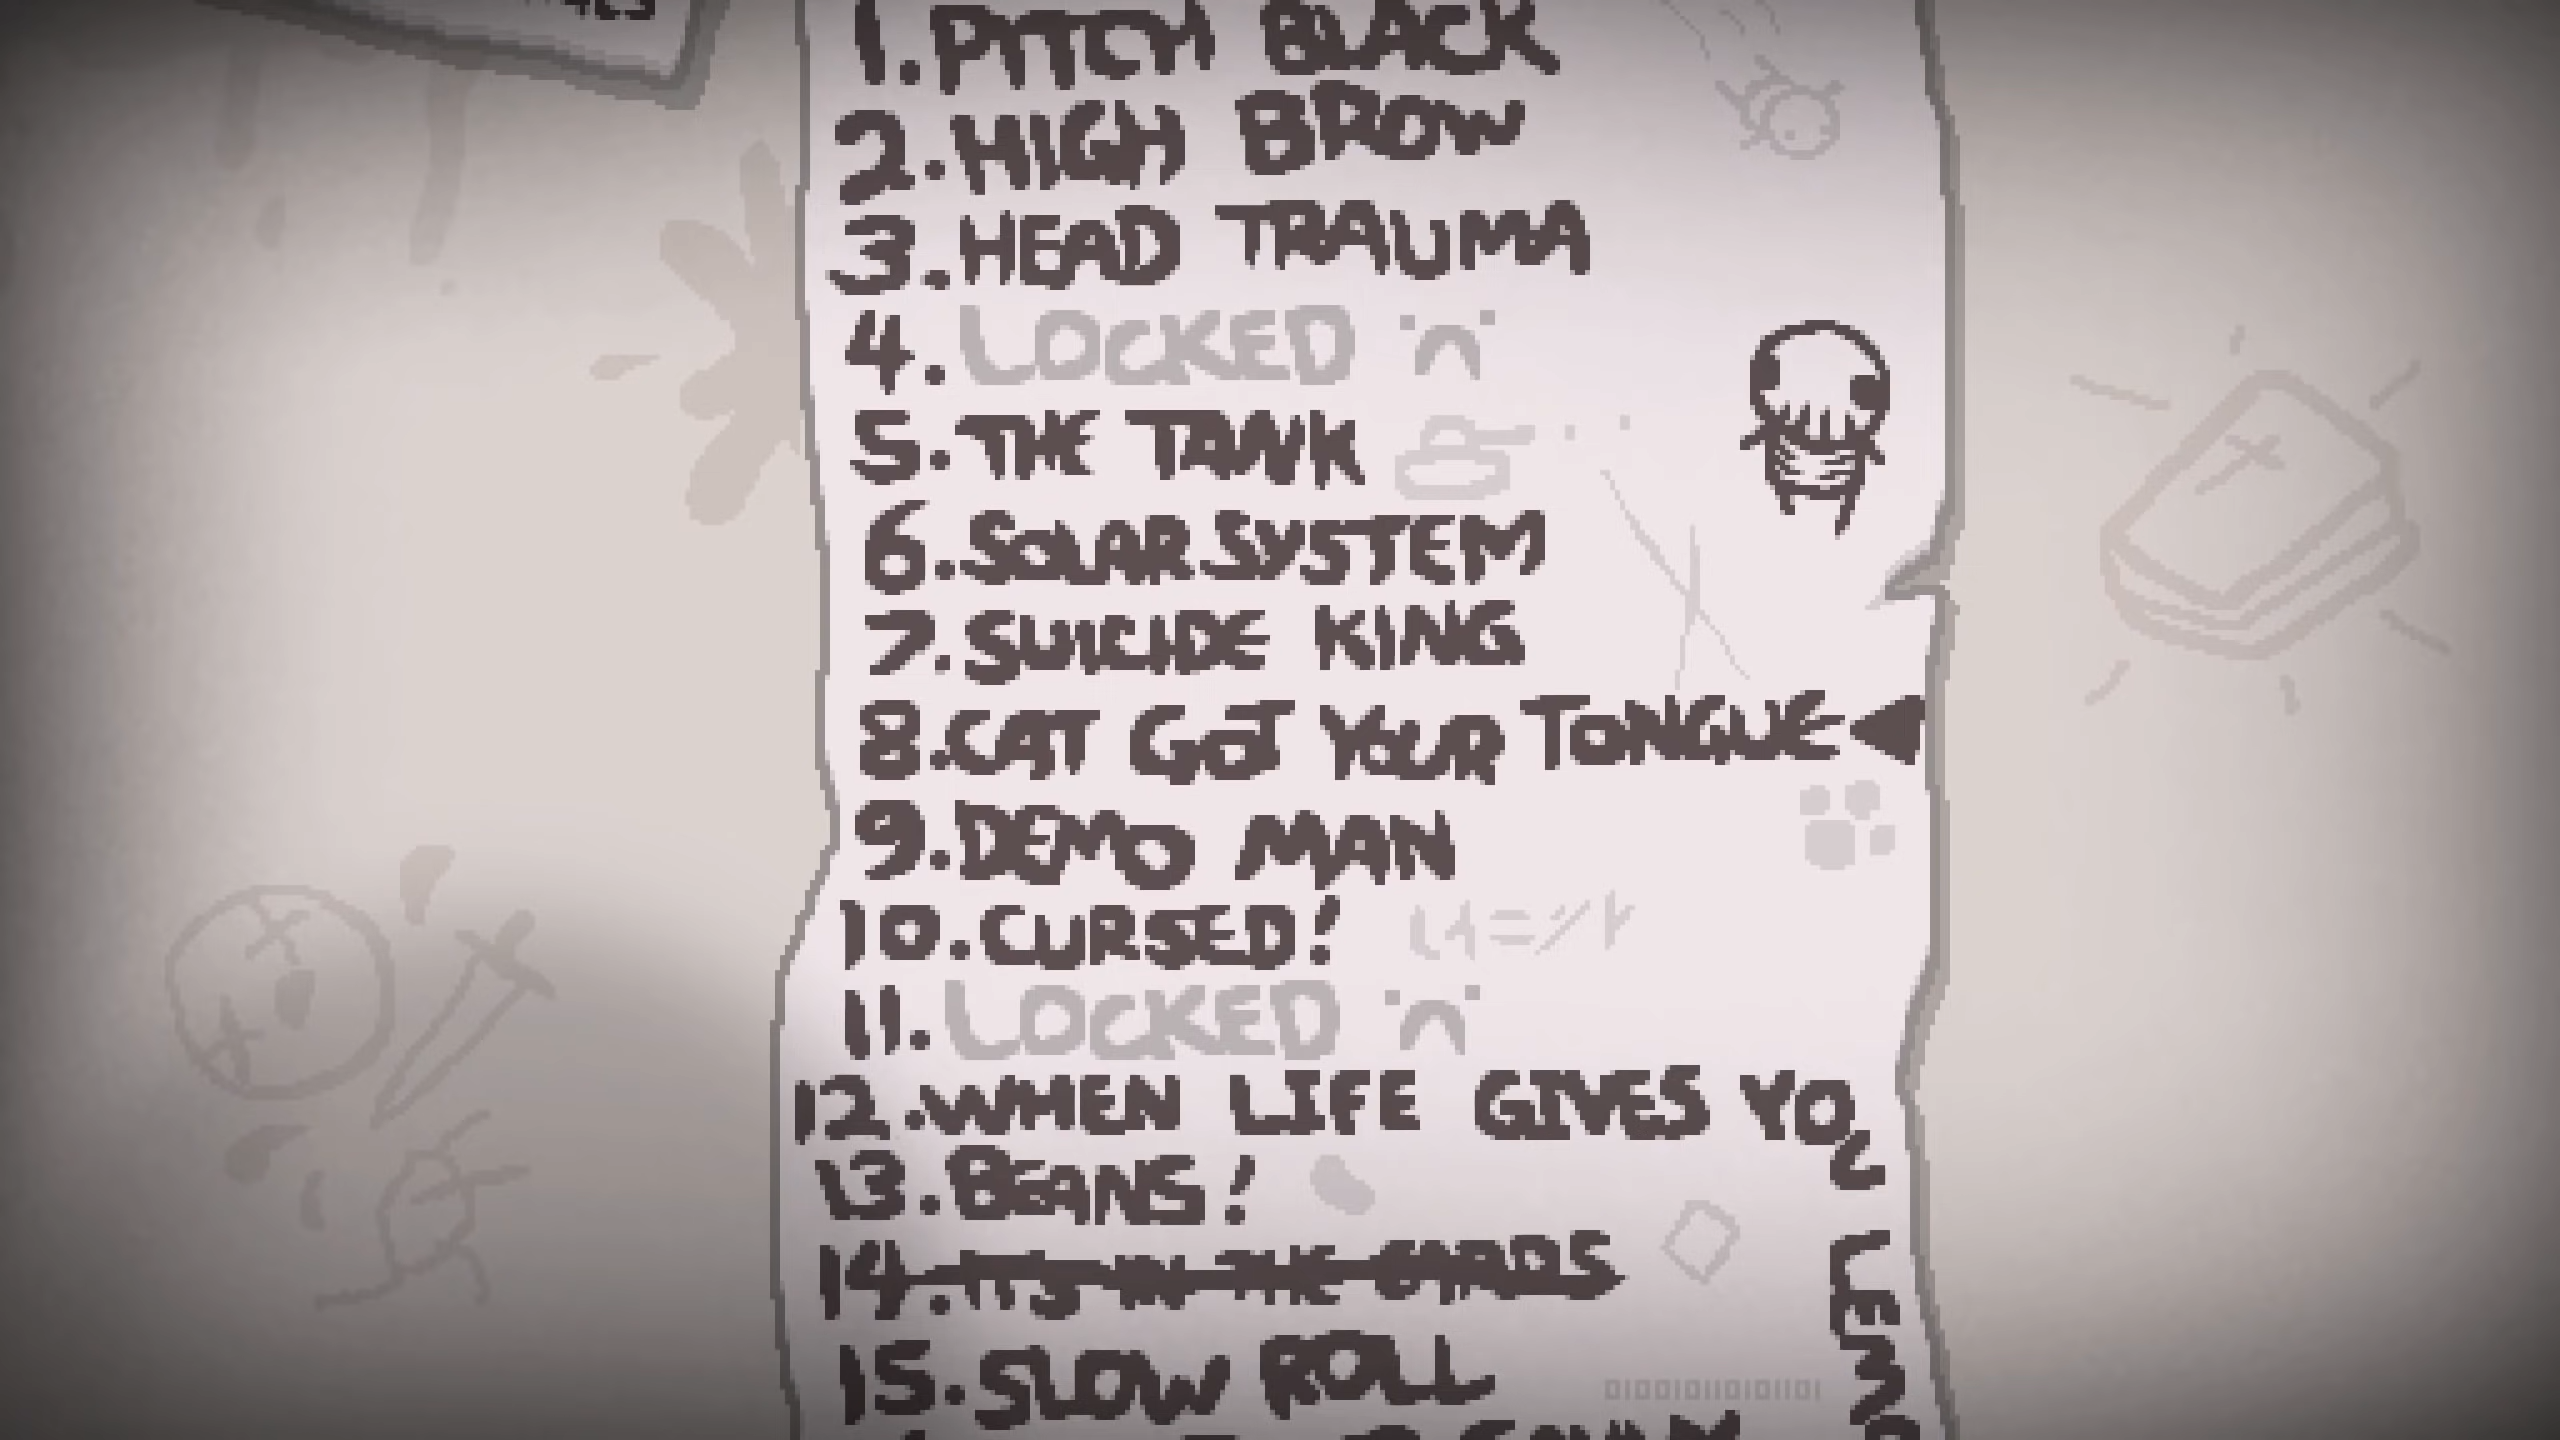 1. PITCH BLACK
2. HIGH BROW
3. HEAD TRAUMA
4. LOCKED
5. THE TANK
6. SOLAR SYSTEM
7. SUICIDE KING
8. CAT GOT YOUR TONGUE
9. DEMO MAN
10. CURSED!
11. LOCKED
12. WHEN LIFE GIVES YOU LEMO
13. BEANS!
14. ITS IN THE CARDS
15. SLOW ROLL